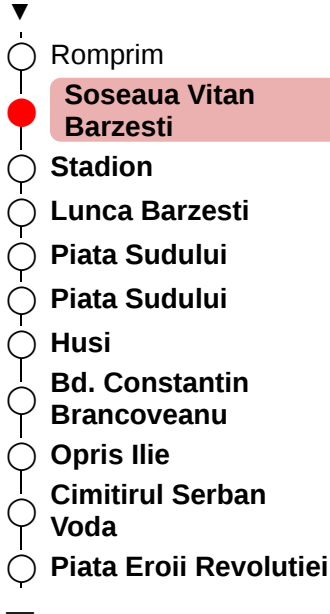 Romprim
Soseaua Vitan
Barzesti
Stadion
Lunca Barzesti
Piata Sudului
Piata Sudului
Husi
Bd. Constantin
Brancoveanu
Opris Ilie
Cimitirul Serban
Voda
Piata Eroii Revolutiei